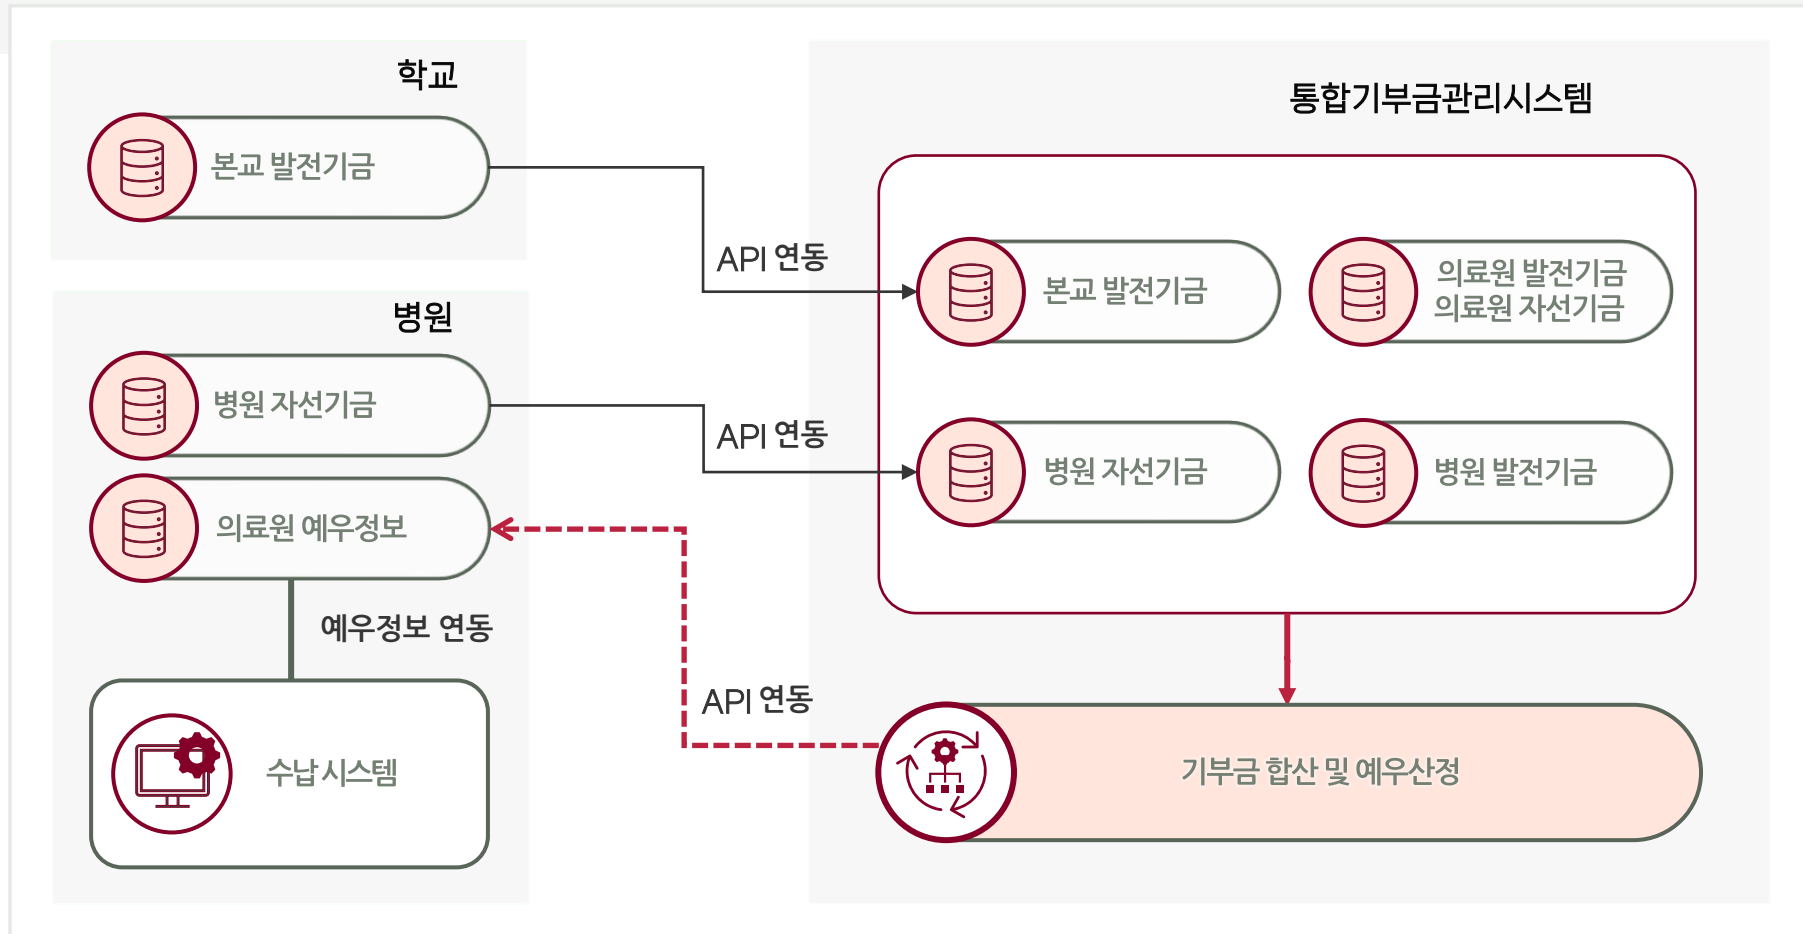 학교
본교 발전기금
병원
병원 자선기금
의료원 예우정보
예우정보 연동
수납 시스템
API 연동
API 연동
API 연동
통합기부금관리시스템
본교 발전기금
의료원 발전기금
의료원 자선기금
병원 자선기금
병원 발전기금
기부금 합산 및 예우산정